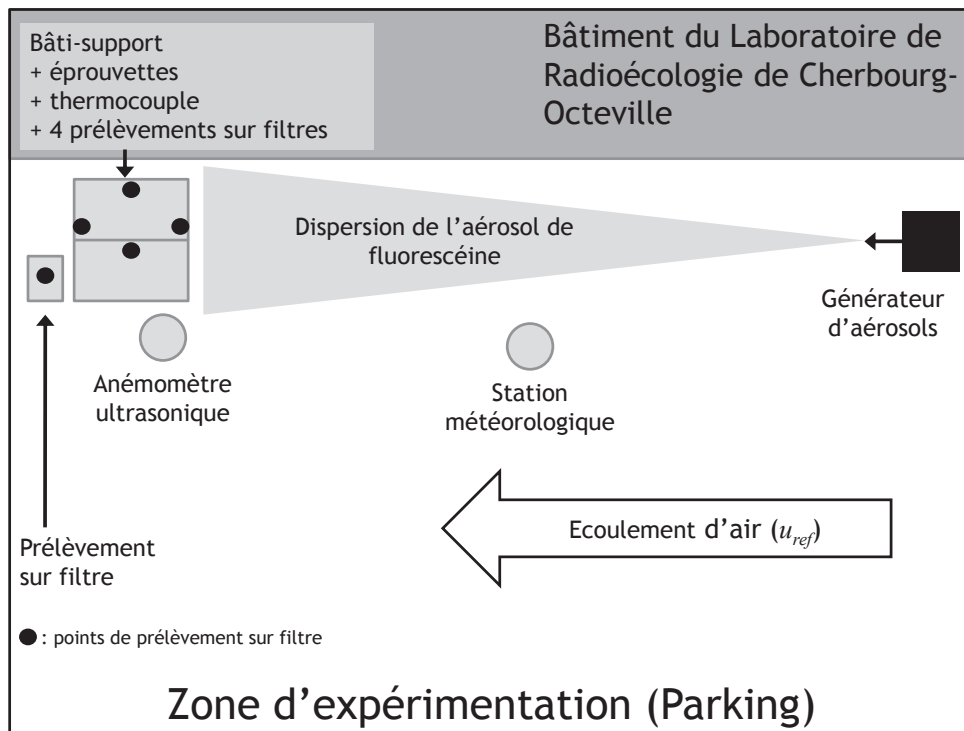 Bâti-support
+ éprouvettes
+ thermocouple
+ 4 prélèvements sur filtres
Bâtiment du Laboratoire de
Radioécologie de Cherbourg-
Octeville
Dispersion de l'aérosol de
fluorescéine
Générateur
d'aérosols
Anémomètre
ultrasonique
Station
météorologique
Ecoulement d'air (u_ref)
Prélèvement
sur filtre
: points de prélèvement sur filtre
Zone d'expérimentation (Parking)